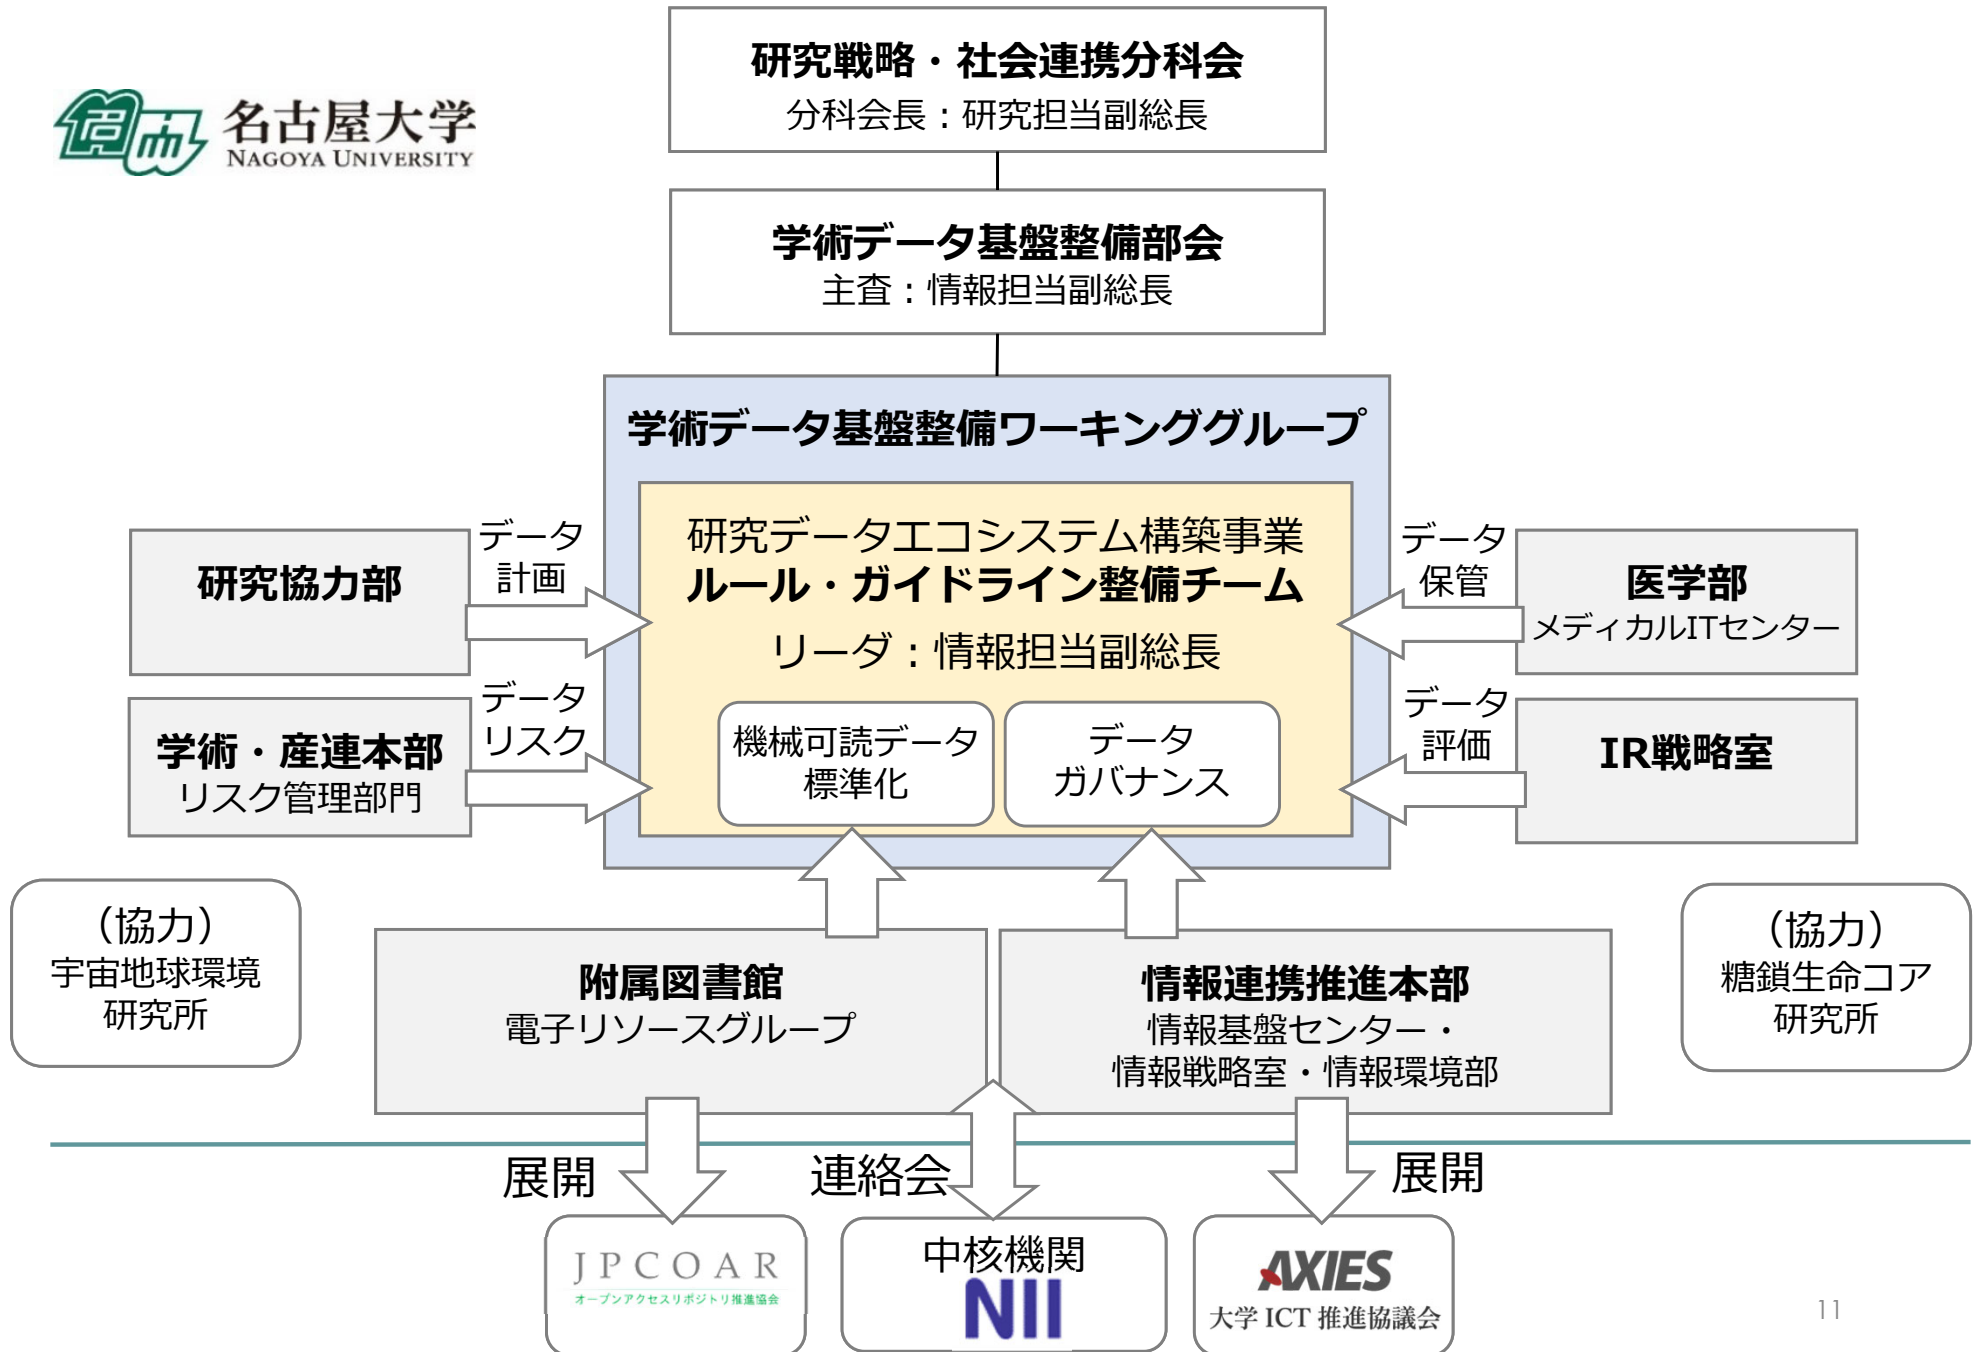 研究戦略・社会連携分科会
分科会長：研究担当副総長
名古屋大学
NAGOYA UNIVERSITY
学術データ基盤整備部会
主査：情報担当副総長
学術データ基盤整備ワーキンググループ
研究データエコシステム構築事業
ルール・ガイドライン整備チーム
リーダ：情報担当副総長
機械可読データ
標準化
データ
ガバナンス
研究協力部
データ
計画
学術・産連本部
リスク管理部門
データ
リスク
データ
保管
医学部
メディカルITセンター
データ
評価
IR戦略室
（協力）
宇宙地球環境
研究所
附属図書館
電子リソースグループ
情報連携推進本部
情報基盤センター・
情報戦略室・情報環境部
（協力）
糖鎖生命コア
研究所
展開
連絡会
展開
JPCOAR
オープンアクセスリポジトリ推進協会
中核機関
NII
AXIES
大学 ICT 推進協議会
11